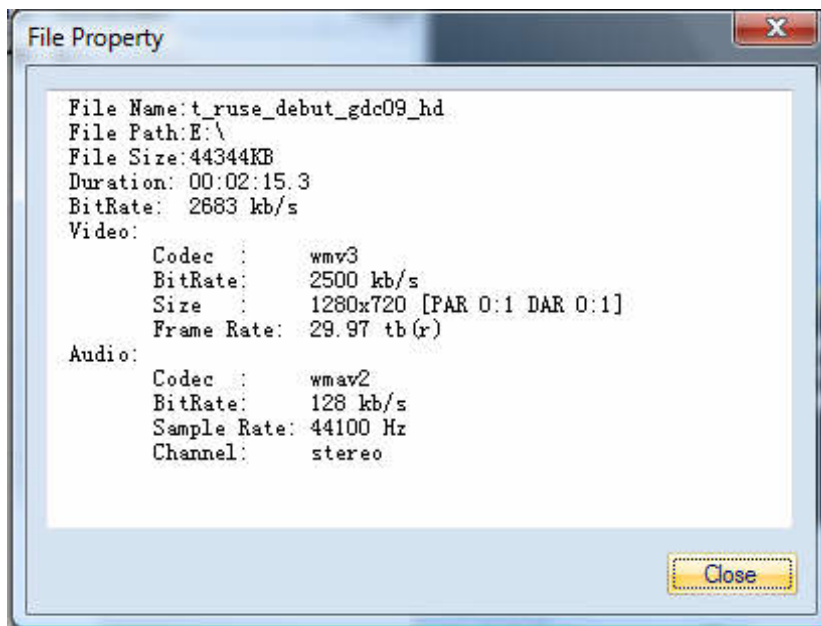 File Property
File Name:t_ruse_debut_gdc09_hd
File Path:E:\
File Size:44344KB
Duration: 00:02:15.3
BitRate: 2683 kb/s
Video:
Codec : wmv3
BitRate: 2500 kb/s
Size : 1280x720 [PAR 0:1 DAR 0:1]
Frame Rate: 29.97 tb(r)
Audio:
Codec : wmav2
BitRate: 128 kb/s
Sample Rate: 44100 Hz
Channel: stereo
Close